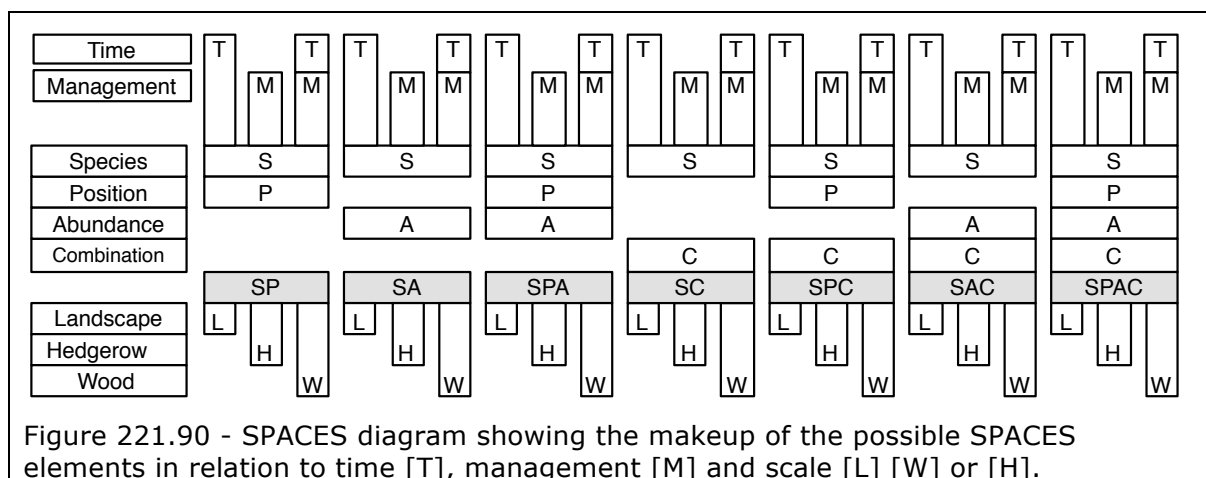 Time T T T T T T T T T T T T T T
Management M M M M M M M M M M M M M M
Species S S S S S S S
Position P P P P
Abundance A A A A
Combination C C C C
SP SA SPA SC SPC SAC SPAC
Landscape L L L L L L L
Hedgerow H H H H H H H
Wood W W W W W W W
Figure 221.90 - SPACES diagram showing the makeup of the possible SPACES
elements in relation to time [T], management [M] and scale [L] [W] or [H].